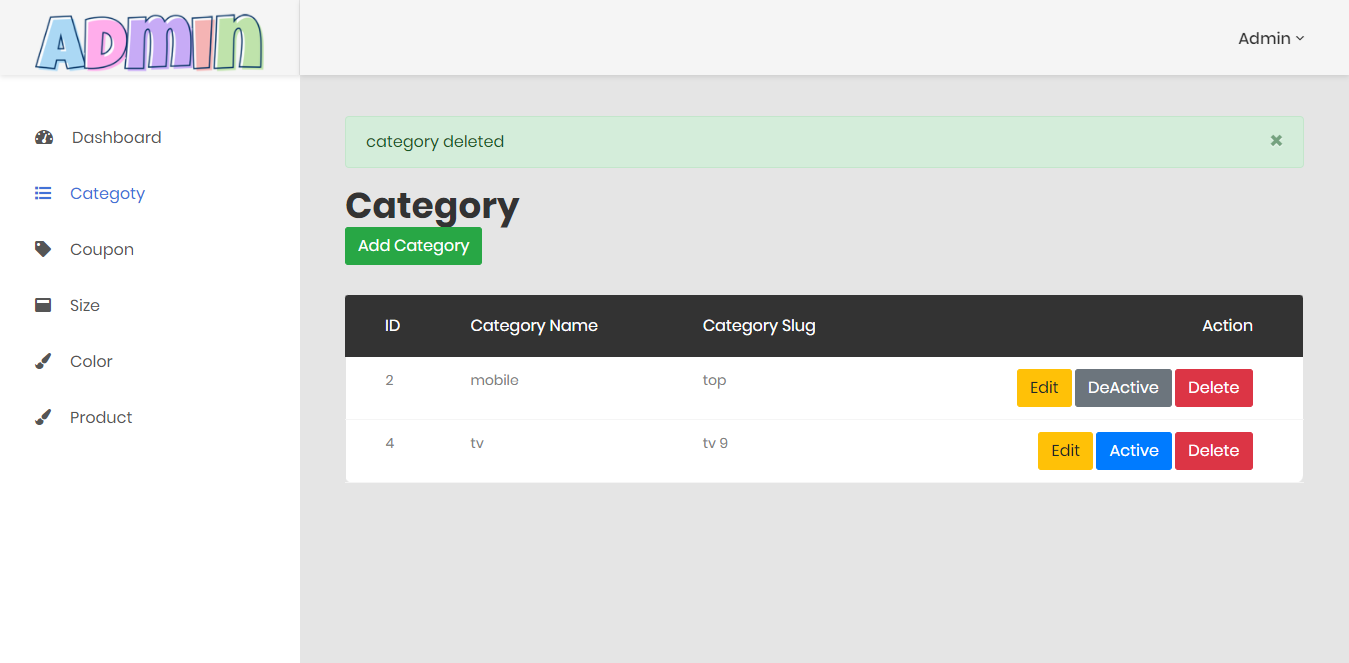 ADMIN
Admin
Dashboard
Categoty
Coupon
Size
Color
Product
category deleted ×
Category
Add Category
ID Category Name Category Slug Action
2 mobile top Edit DeActive Delete
4 tv tv 9 Edit Active Delete